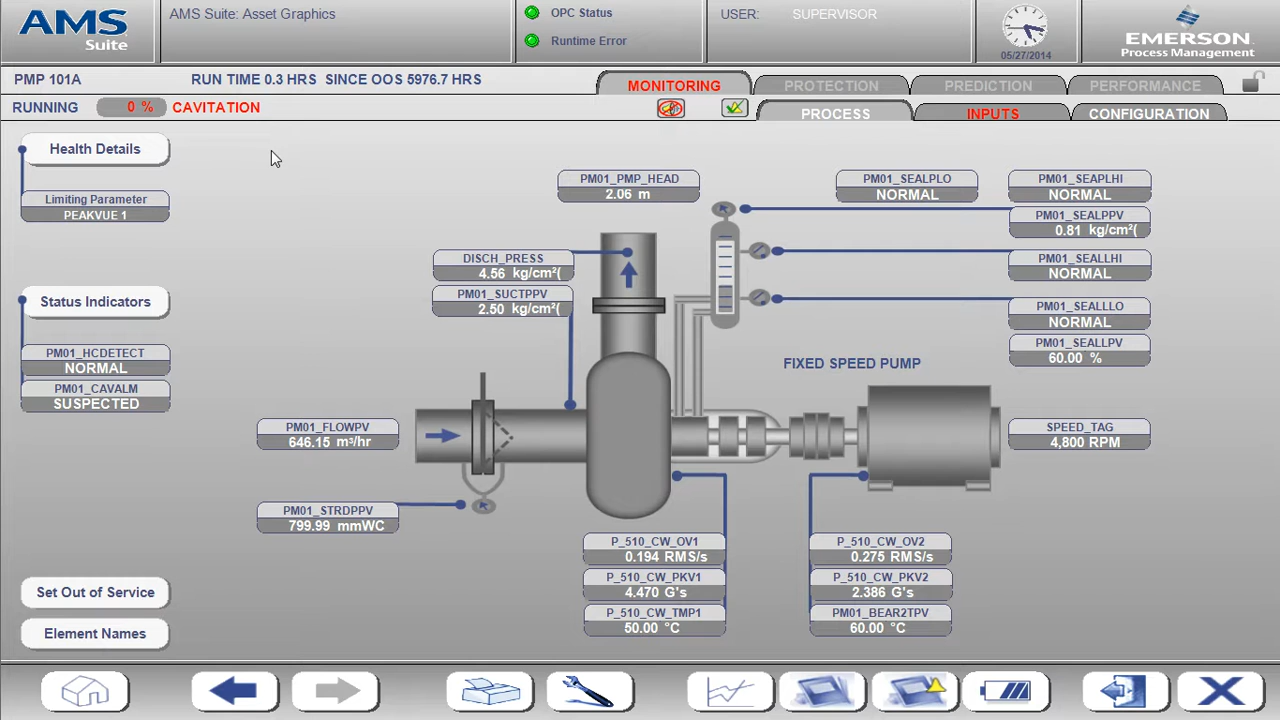 AMS
Suite
AMS Suite: Asset Graphics
OPC Status
Runtime Error
USER: SUPERVISOR
05/27/2014
EMERSON
Process Management
PMP 101A
RUN TIME 0.3 HRS SINCE OOS 5976.7 HRS
MONITORING
PROTECTION
PREDICTION
PERFORMANCE
RUNNING
0 %
CAVITATION
PROCESS
INPUTS
CONFIGURATION
Health Details
Limiting Parameter
PEAKVUE 1
Status Indicators
PM01_HCDETECT
NORMAL
PM01_CAVALM
SUSPECTED
PM01_PMP_HEAD
2.06 m
PM01_SEALPLO
NORMAL
PM01_SEAPLHI
NORMAL
PM01_SEALPPV
0.81 kg/cm²(
DISCH_PRESS
4.56 kg/cm²(
PM01_SUCTPPV
2.50 kg/cm²(
PM01_SEALLHI
NORMAL
PM01_SEALLLO
NORMAL
PM01_SEALLPV
60.00 %
FIXED SPEED PUMP
PM01_FLOWPV
646.15 m³/hr
SPEED_TAG
4,800 RPM
PM01_STRDPPV
799.99 mmWC
P_510_CW_OV1
0.194 RMS/s
P_510_CW_PKV1
4.470 G's
P_510_CW_TMP1
50.00 °C
P_510_CW_OV2
0.275 RMS/s
P_510_CW_PKV2
2.386 G's
PM01_BEAR2TPV
60.00 °C
Set Out of Service
Element Names